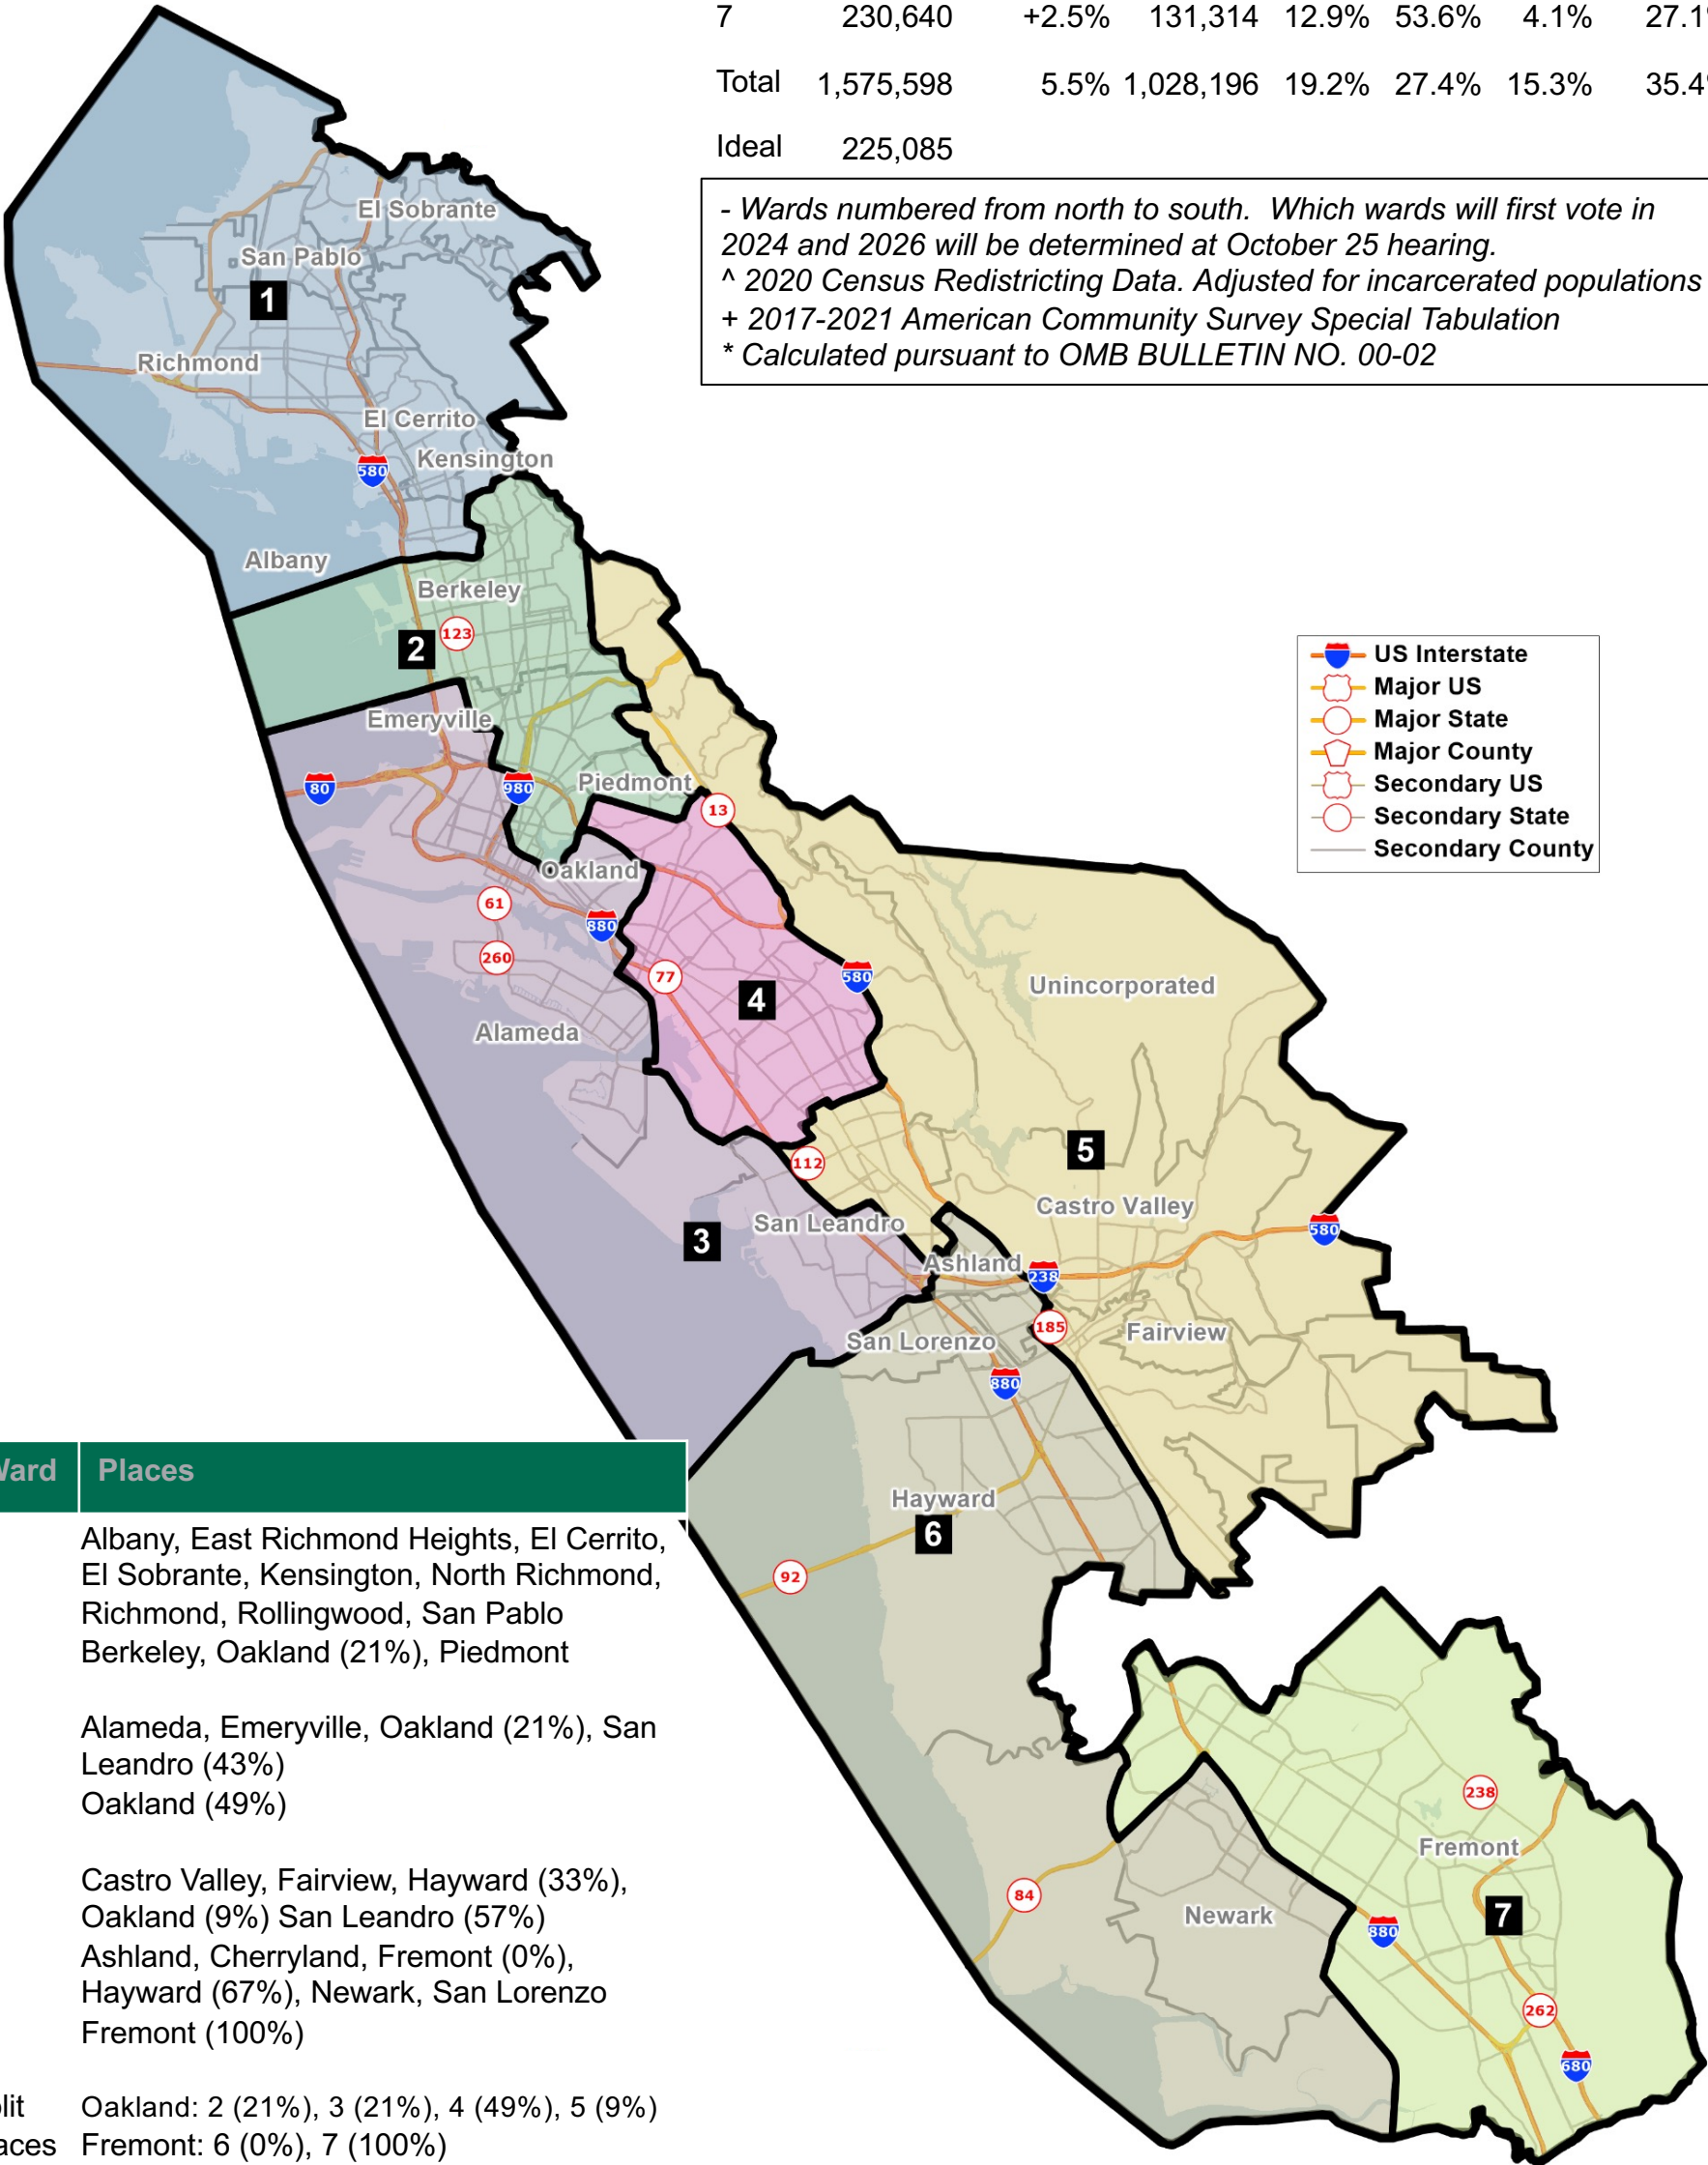 7 230,640 +2.5% 131,314 12.9% 53.6% 4.1% 27.1%
Total 1,575,598 5.5% 1,028,196 19.2% 27.4% 15.3% 35.4%
Ideal 225,085
- Wards numbered from north to south. Which wards will first vote in
2024 and 2026 will be determined at October 25 hearing.
^ 2020 Census Redistricting Data. Adjusted for incarcerated populations
+ 2017-2021 American Community Survey Special Tabulation
* Calculated pursuant to OMB BULLETIN NO. 00-02
El Sobrante
San Pablo
1
Richmond
El Cerrito
Kensington
580
Albany
Berkeley
2
123
Emeryville
80
980
Piedmont
13
Oakland
61
880
260
77
4
580
Alameda
Unincorporated
US Interstate
Major US
Major State
Major County
Secondary US
Secondary State
Secondary County
5
112
Castro Valley
San Leandro
3
580
Ashland
238
185
Fairview
San Lorenzo
880
Hayward
6
92
238
Fremont
84
Newark
7
880
262
680
Ward Places
Albany, East Richmond Heights, El Cerrito,
El Sobrante, Kensington, North Richmond,
Richmond, Rollingwood, San Pablo
Berkeley, Oakland (21%), Piedmont
Alameda, Emeryville, Oakland (21%), San
Leandro (43%)
Oakland (49%)
Castro Valley, Fairview, Hayward (33%),
Oakland (9%) San Leandro (57%)
Ashland, Cherryland, Fremont (0%),
Hayward (67%), Newark, San Lorenzo
Fremont (100%)
lit Oakland: 2 (21%), 3 (21%), 4 (49%), 5 (9%)
aces Fremont: 6 (0%), 7 (100%)